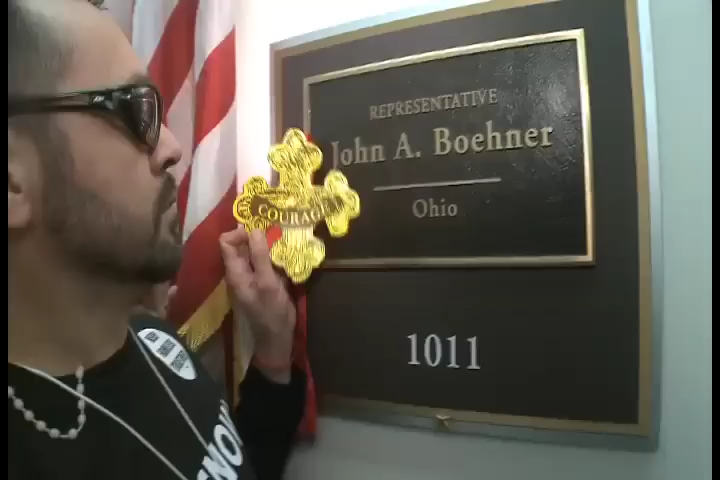 REPRESENTATIVE
John A. Boehner
Ohio
COURAGE
1011